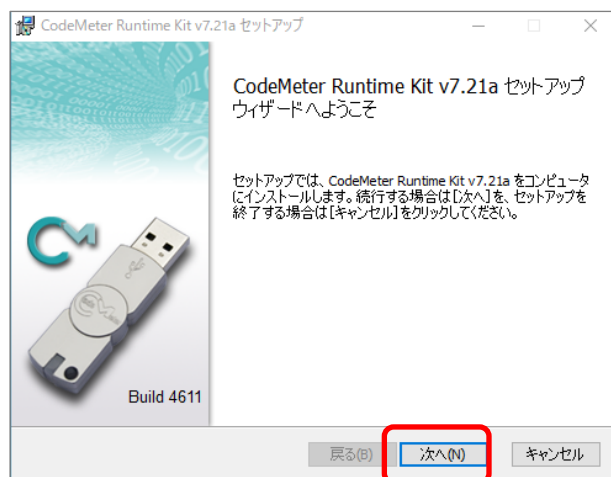 CodeMeter Runtime Kit v7.21a セットアップ
CodeMeter Runtime Kit v7.21a セットアップ
ウィザードへようこそ
セットアップでは、CodeMeter Runtime Kit v7.21a をコンピュータ
にインストールします。続行する場合は[次へ]を、セットアップを
終了する場合は[キャンセル]をクリックしてください。
CM
Build 4611
戻る(B)
次へ(N)
キャンセル